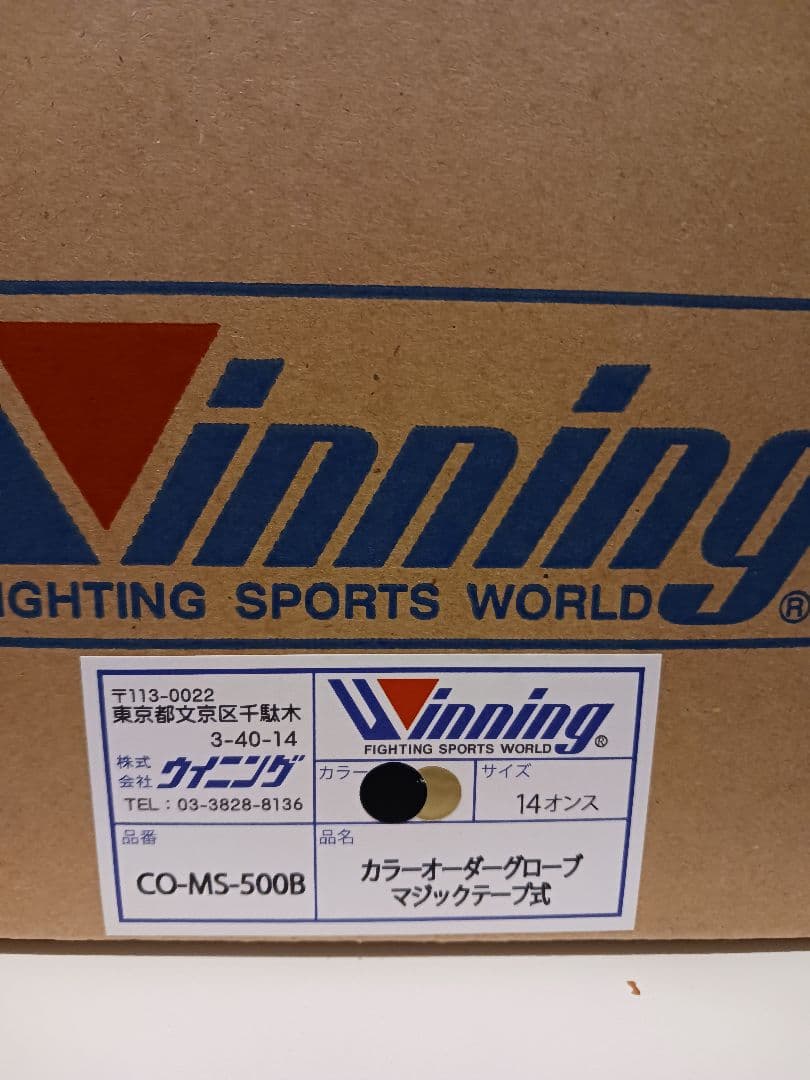 Winning
FIGHTING SPORTS WORLD
®
〒113-0022
東京都文京区千駄木
3-40-14
株式会社ウイニング
TEL：03-3828-8136
Winning®
FIGHTING SPORTS WORLD
カラー
サイズ
14オンス
品番
CO-MS-500B
品名
カラーオーダーグローブ
マジックテープ式